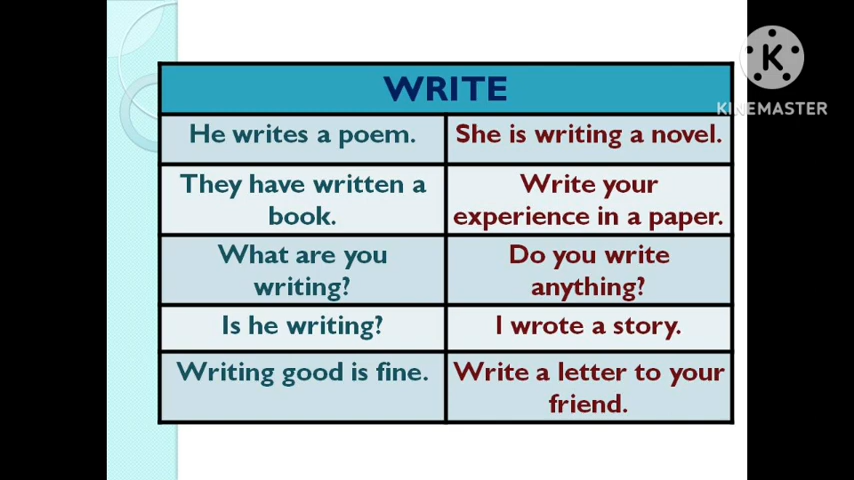 WRITE
He writes a poem.
She is writing a novel.
They have written a
book.
Write your
experience in a paper.
What are you
writing?
Do you write
anything?
Is he writing?
I wrote a story.
Writing good is fine.
Write a letter to your
friend.
K
KINEMASTER